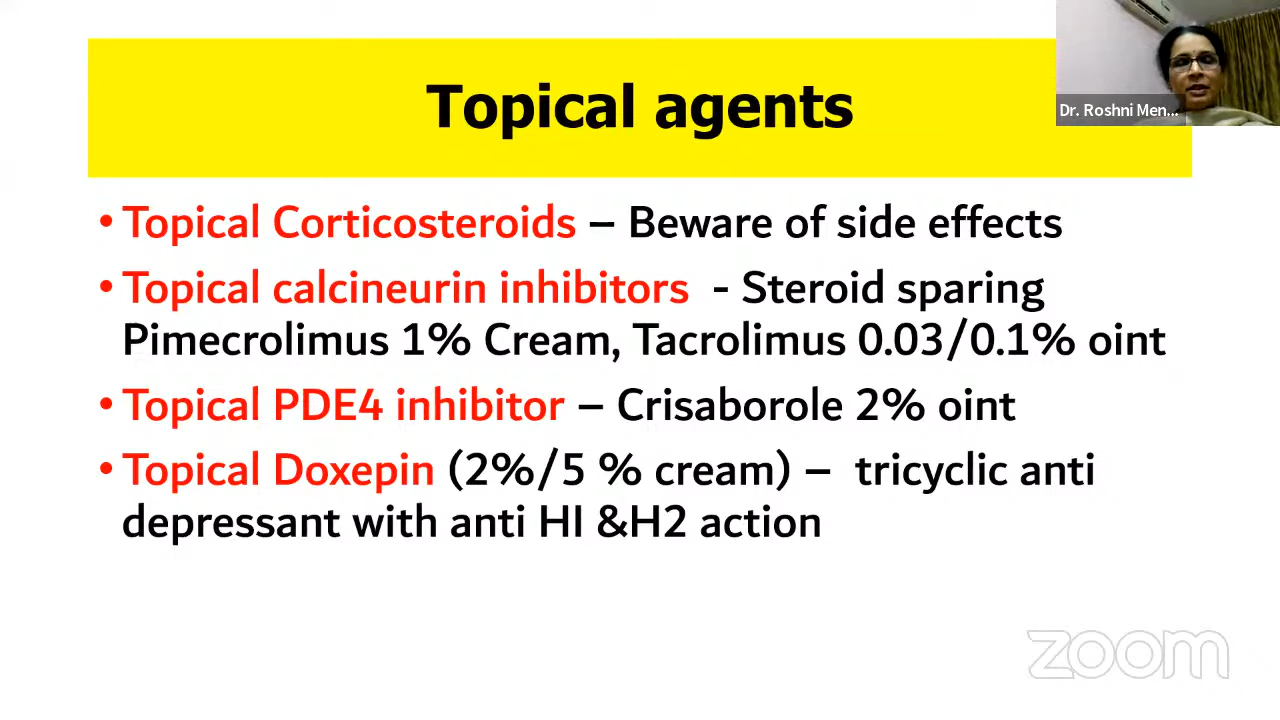 Topical agents
Dr. Roshni Men...
• Topical Corticosteroids – Beware of side effects
• Topical calcineurin inhibitors - Steroid sparing
Pimecrolimus 1% Cream, Tacrolimus 0.03/0.1% oint
• Topical PDE4 inhibitor – Crisaborole 2% oint
• Topical Doxepin (2%/5 % cream) – tricyclic anti
depressant with anti HI &H2 action
zoom